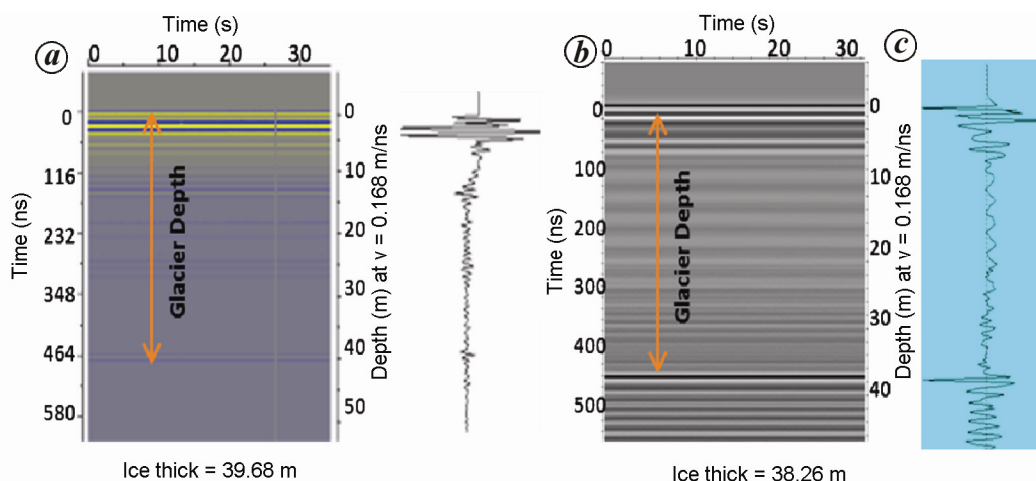 a
Time (s)
0 10 20 30
Time (ns)
0
116
232
348
464
580
Glacier Depth
0
10
20
30
40
50
Depth (m) at v = 0.168 m/ns
Ice thick = 39.68 m
b
Time (s)
0 10 20 30
Time (ns)
0
100
200
300
400
500
Glacier Depth
0
10
20
30
40
Depth (m) at v = 0.168 m/ns
Ice thick = 38.26 m
c